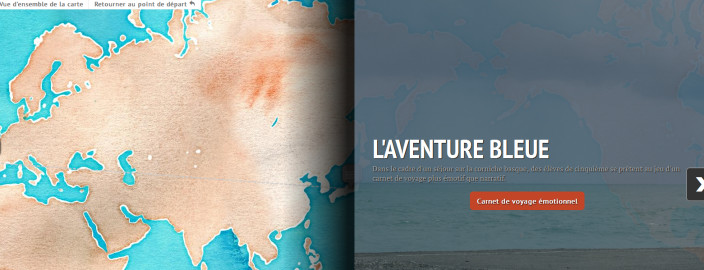 Vue d'ensemble de la carte
Retourner au point de départ
L'AVENTURE BLEUE
Dans le cadre d'un séjour sur la corniche basque, des élèves de cinquième se prêtent au jeu d'un
carnet de voyage plus émotif que narratif.
Carnet de voyage émotionnel